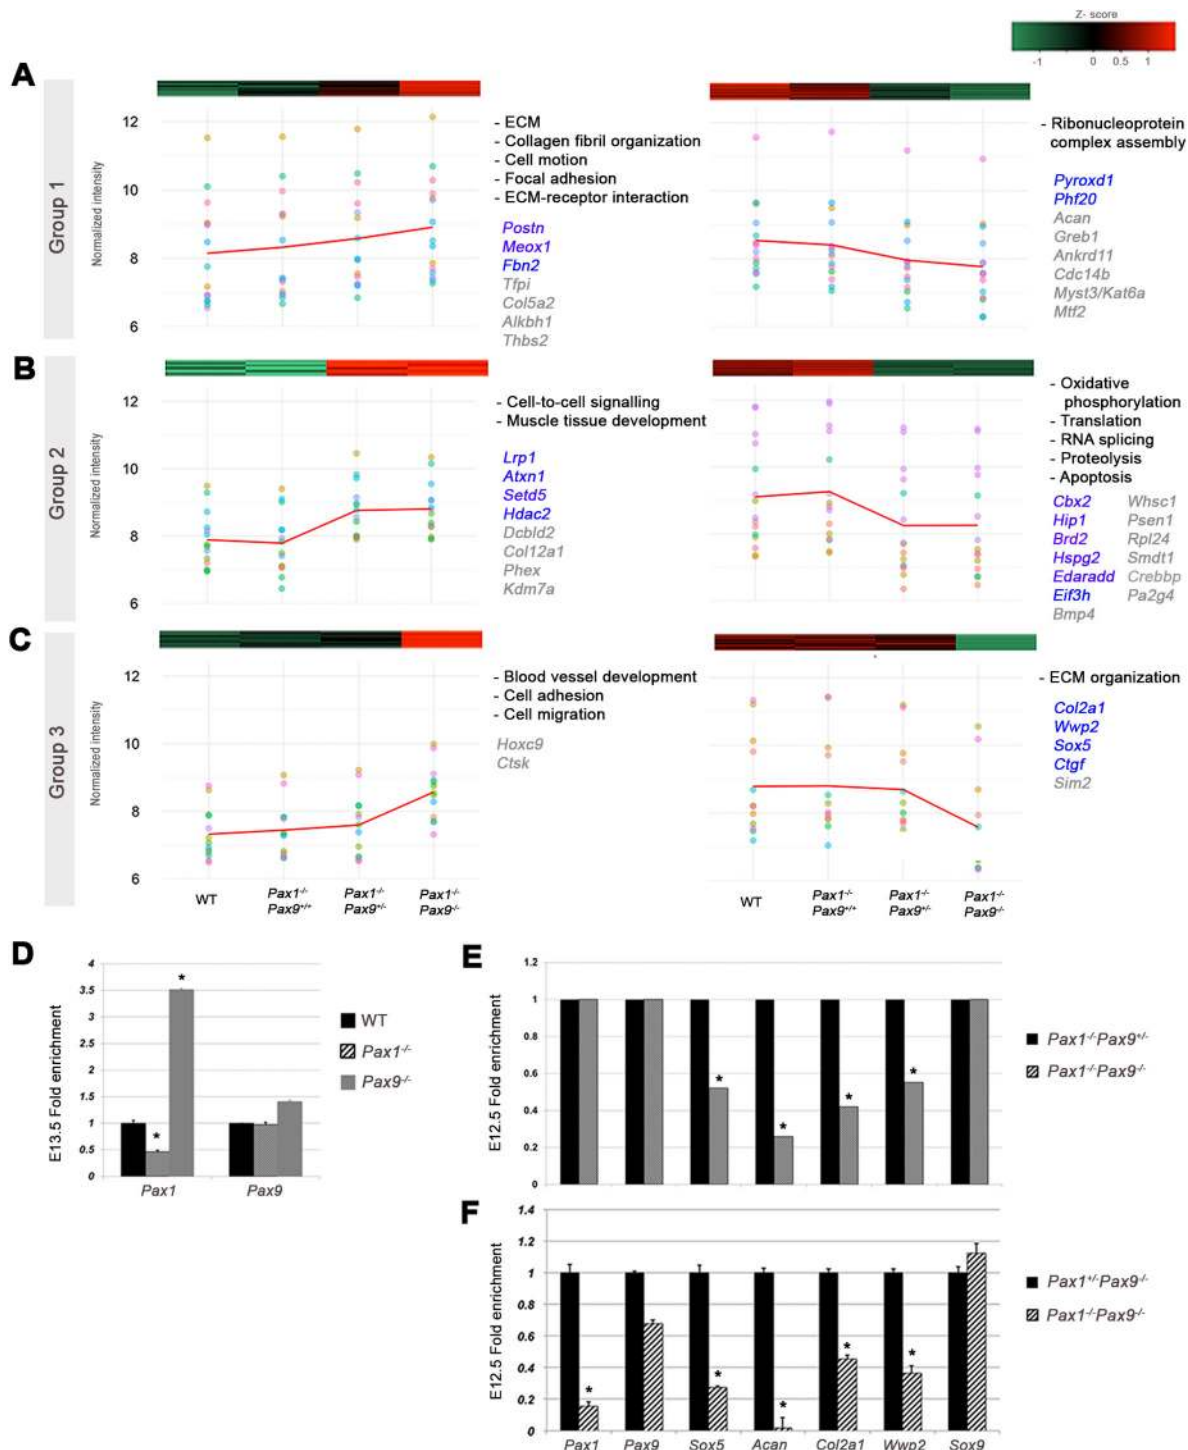 Z- score
-1 0 0.5 1
A
Group 1
Normalized intensity
12
10
8
6
- ECM
- Collagen fibril organization
- Cell motion
- Focal adhesion
- ECM-receptor interaction
Postn
Meox1
Fbn2
Tfpi
Col5a2
Alkbh1
Thbs2
- Ribonucleoprotein
complex assembly
Pyroxd1
Phf20
Acan
Greb1
Ankrd11
Cdc14b
Myst3/Kat6a
Mtf2
B
Group 2
Normalized intensity
12
10
8
6
- Cell-to-cell signalling
- Muscle tissue development
Lrp1
Atxn1
Setd5
Hdac2
Dcbld2
Col12a1
Phex
Kdm7a
- Oxidative
phosphorylation
- Translation
- RNA splicing
- Proteolysis
- Apoptosis
Cbx2 Whsc1
Hip1 Psen1
Brd2 Rpl24
Hspg2 Smdt1
Edaradd Crebbp
Eif3h Pa2g4
Bmp4
C
Group 3
Normalized intensity
12
10
8
6
- Blood vessel development
- Cell adhesion
- Cell migration
Hoxc9
Ctsk
- ECM organization
Col2a1
Wwp2
Sox5
Ctgf
Sim2
WT Pax1-/- Pax1-/- Pax1-/-
Pax9+/+ Pax9+/- Pax9-/-
WT Pax1-/- Pax1-/- Pax1-/-
Pax9+/+ Pax9+/- Pax9-/-
D
E13.5 Fold enrichment
4
3.5
3
2.5
2
1.5
1
0.5
0
*
*
Pax1 Pax9
WT
Pax1-/-
Pax9-/-
E
E12.5 Fold enrichment
1.2
1
0.8
0.6
0.4
0.2
0
* * * *
Pax1-/-Pax9+/-
Pax1-/-Pax9-/-
F
E12.5 Fold enrichment
1.4
1.2
1
0.8
0.6
0.4
0.2
0
* * * * *
Pax1+/-Pax9-/-
Pax1-/-Pax9-/-
Pax1 Pax9 Sox5 Acan Col2a1 Wwp2 Sox9